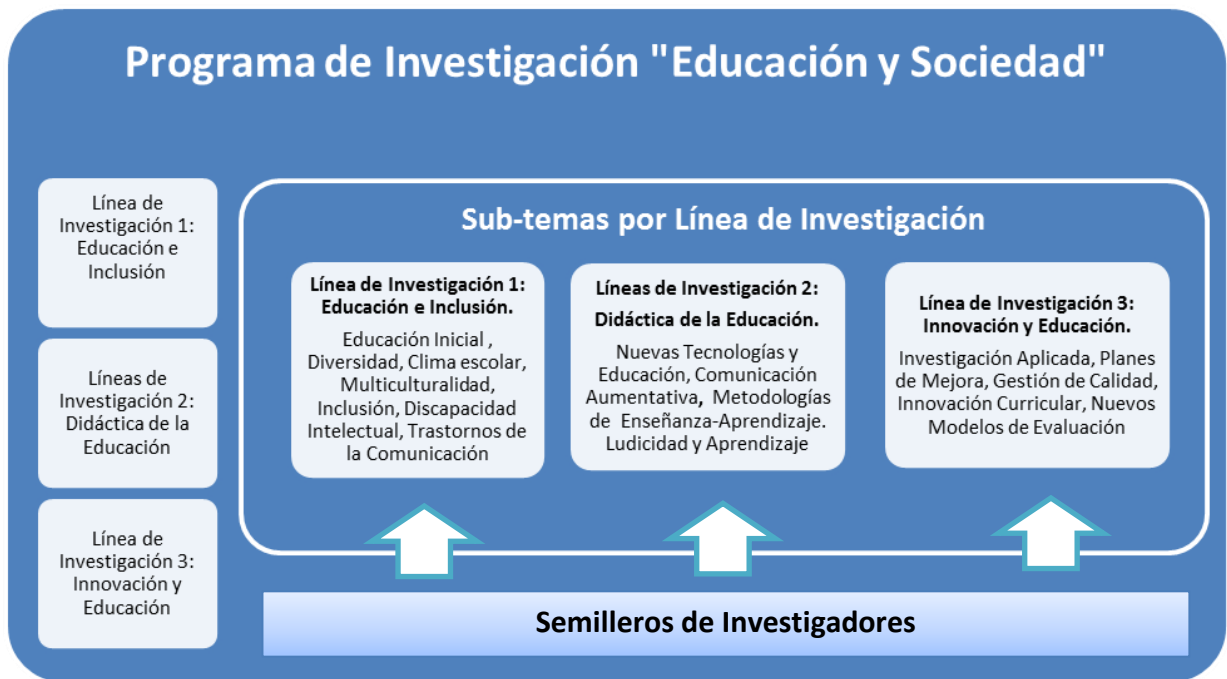 Programa de Investigación "Educación y Sociedad"
Línea de
Investigación 1:
Educación e
Inclusión
Líneas de
Investigación 2:
Didáctica de la
Educación
Línea de
Investigación 3:
Innovación y
Educación
Sub-temas por Línea de Investigación
Línea de Investigación 1:
Educación e Inclusión.
Educación Inicial ,
Diversidad, Clima escolar,
Multiculturalidad,
Inclusión, Discapacidad
Intelectual, Trastornos de
la Comunicación
Líneas de Investigación 2:
Didáctica de la Educación.
Nuevas Tecnologías y
Educación, Comunicación
Aumentativa, Metodologías
de Enseñanza-Aprendizaje.
Ludicidad y Aprendizaje
Línea de Investigación 3:
Innovación y Educación.
Investigación Aplicada, Planes
de Mejora, Gestión de Calidad,
Innovación Curricular, Nuevos
Modelos de Evaluación
Semilleros de Investigadores